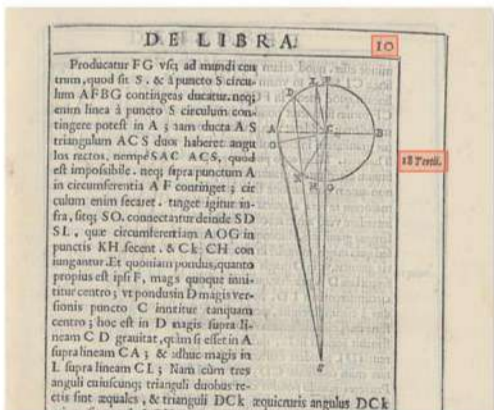 DE LIBRA.
10
Producatur FG vſq; ad mundi cen
trum, quod ſit S. & à puncto S circu-
lum AFBG contingens ducatur. neq;
enim linea à puncto S circulum con-
tingere poteſt in A; nam ducta AS
triangulum ACS duos haberet angu
los rectos, nempè SAC ACS, quod
eſt impoſsibile. neq; ſupra punctum A
in circumferentia AF continget; cir
culum enim ſecaret. tanget igitur in-
fra, ſitq; SO. connectantur deinde SD
SL, quæ circumferentiam AOG in
punctis KH ſecent. & Ck CH con
iungantur. Et quoniam pondus, quanto
propius eſt ipſi F, magis quoque inni-
titur centro; vt pondus in D magis ver-
ſionis puncto C innititur tanquam
centro; hoc eſt in D magis ſupra li-
neam CD grauitat, quàm ſi eſſet in A
ſupra lineam CA; & adhuc magis in
L ſupra lineam CL; Nam cùm tres
anguli cuiuſcunq; trianguli duobus re-
ctis ſint æquales, & trianguli DCk æquicruris angulus DCk
18 Tertii.
F
D
A
C
B
O
K
H
G
S